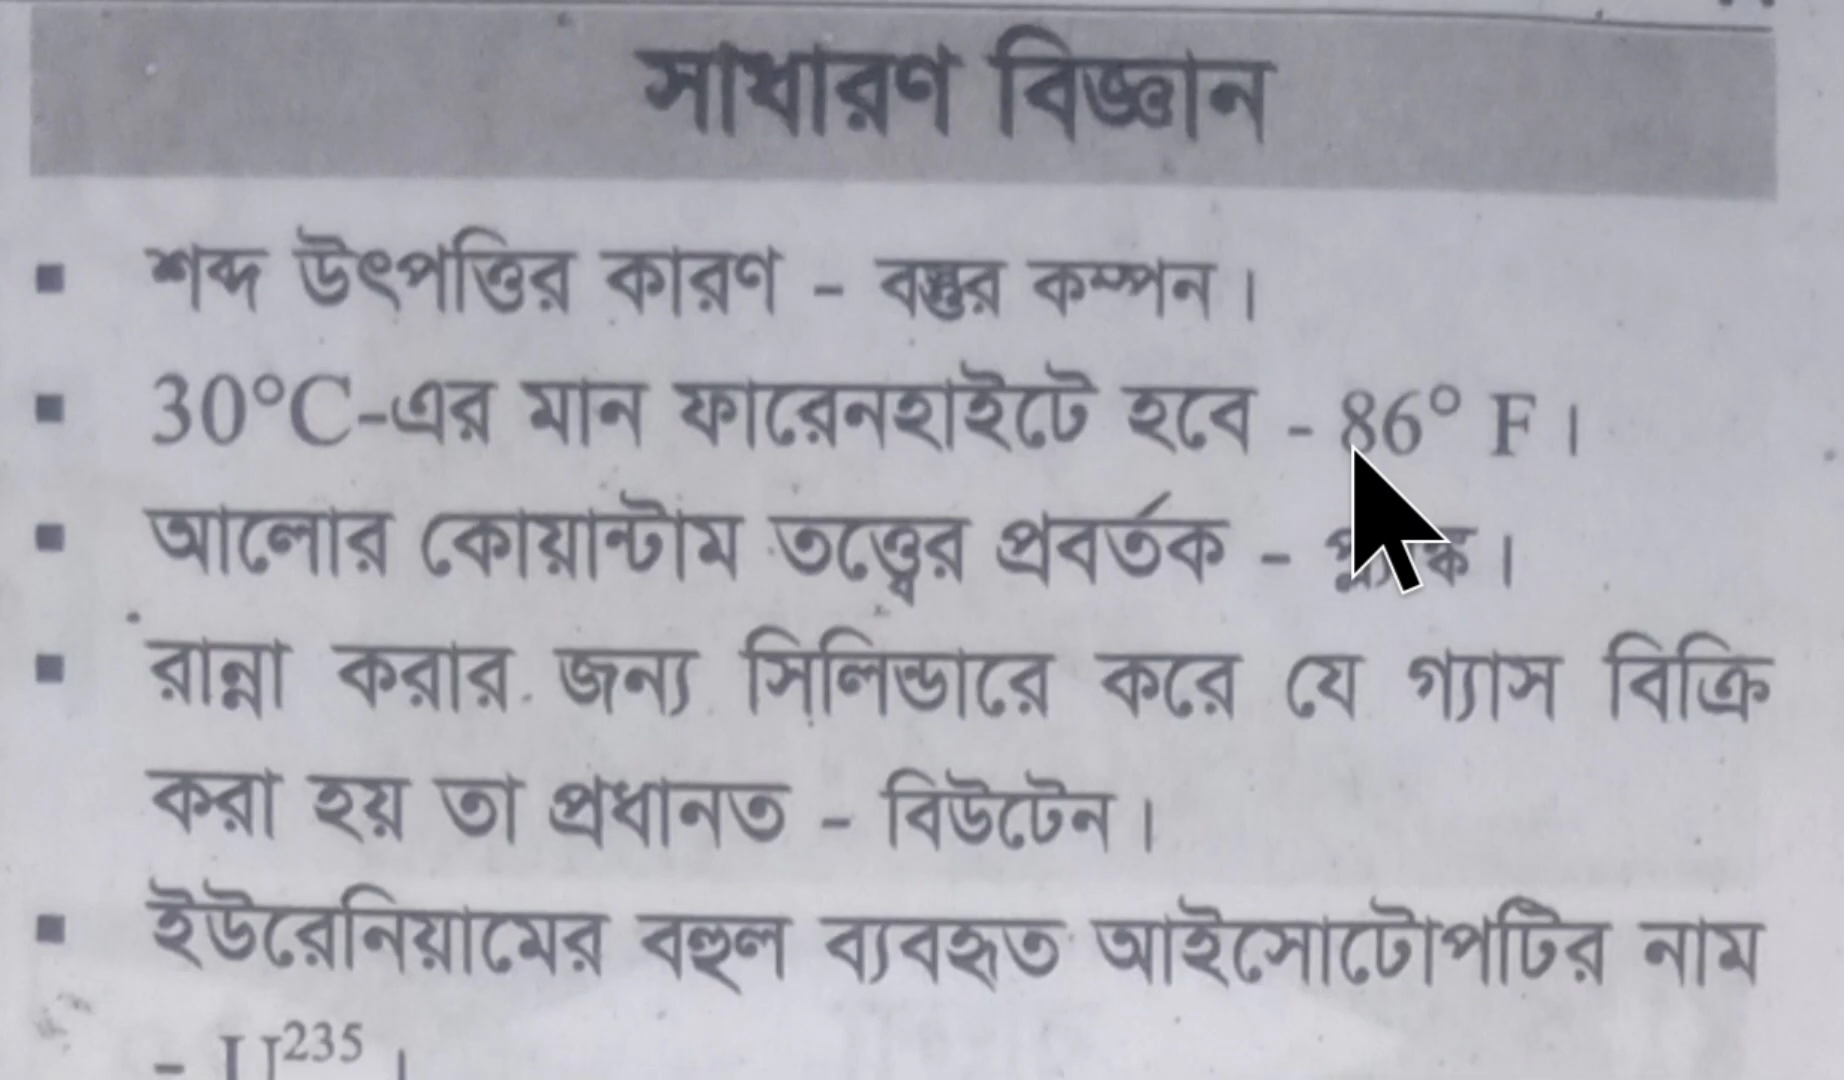 সাধারণ বিজ্ঞান
▪ শব্দ উৎপত্তির কারণ - বস্তুর কম্পন।
▪ 30°C-এর মান ফারেনহাইটে হবে - 86° F।
▪ আলোর কোয়ান্টাম তত্ত্বের প্রবর্তক -
▪ রান্না করার জন্য সিলিন্ডারে করে যে গ্যাস বিক্রি
করা হয় তা প্রধানত - বিউটেন।
▪ ইউরেনিয়ামের বহুল ব্যবহৃত আইসোটোপটির নাম
- U²³⁵।